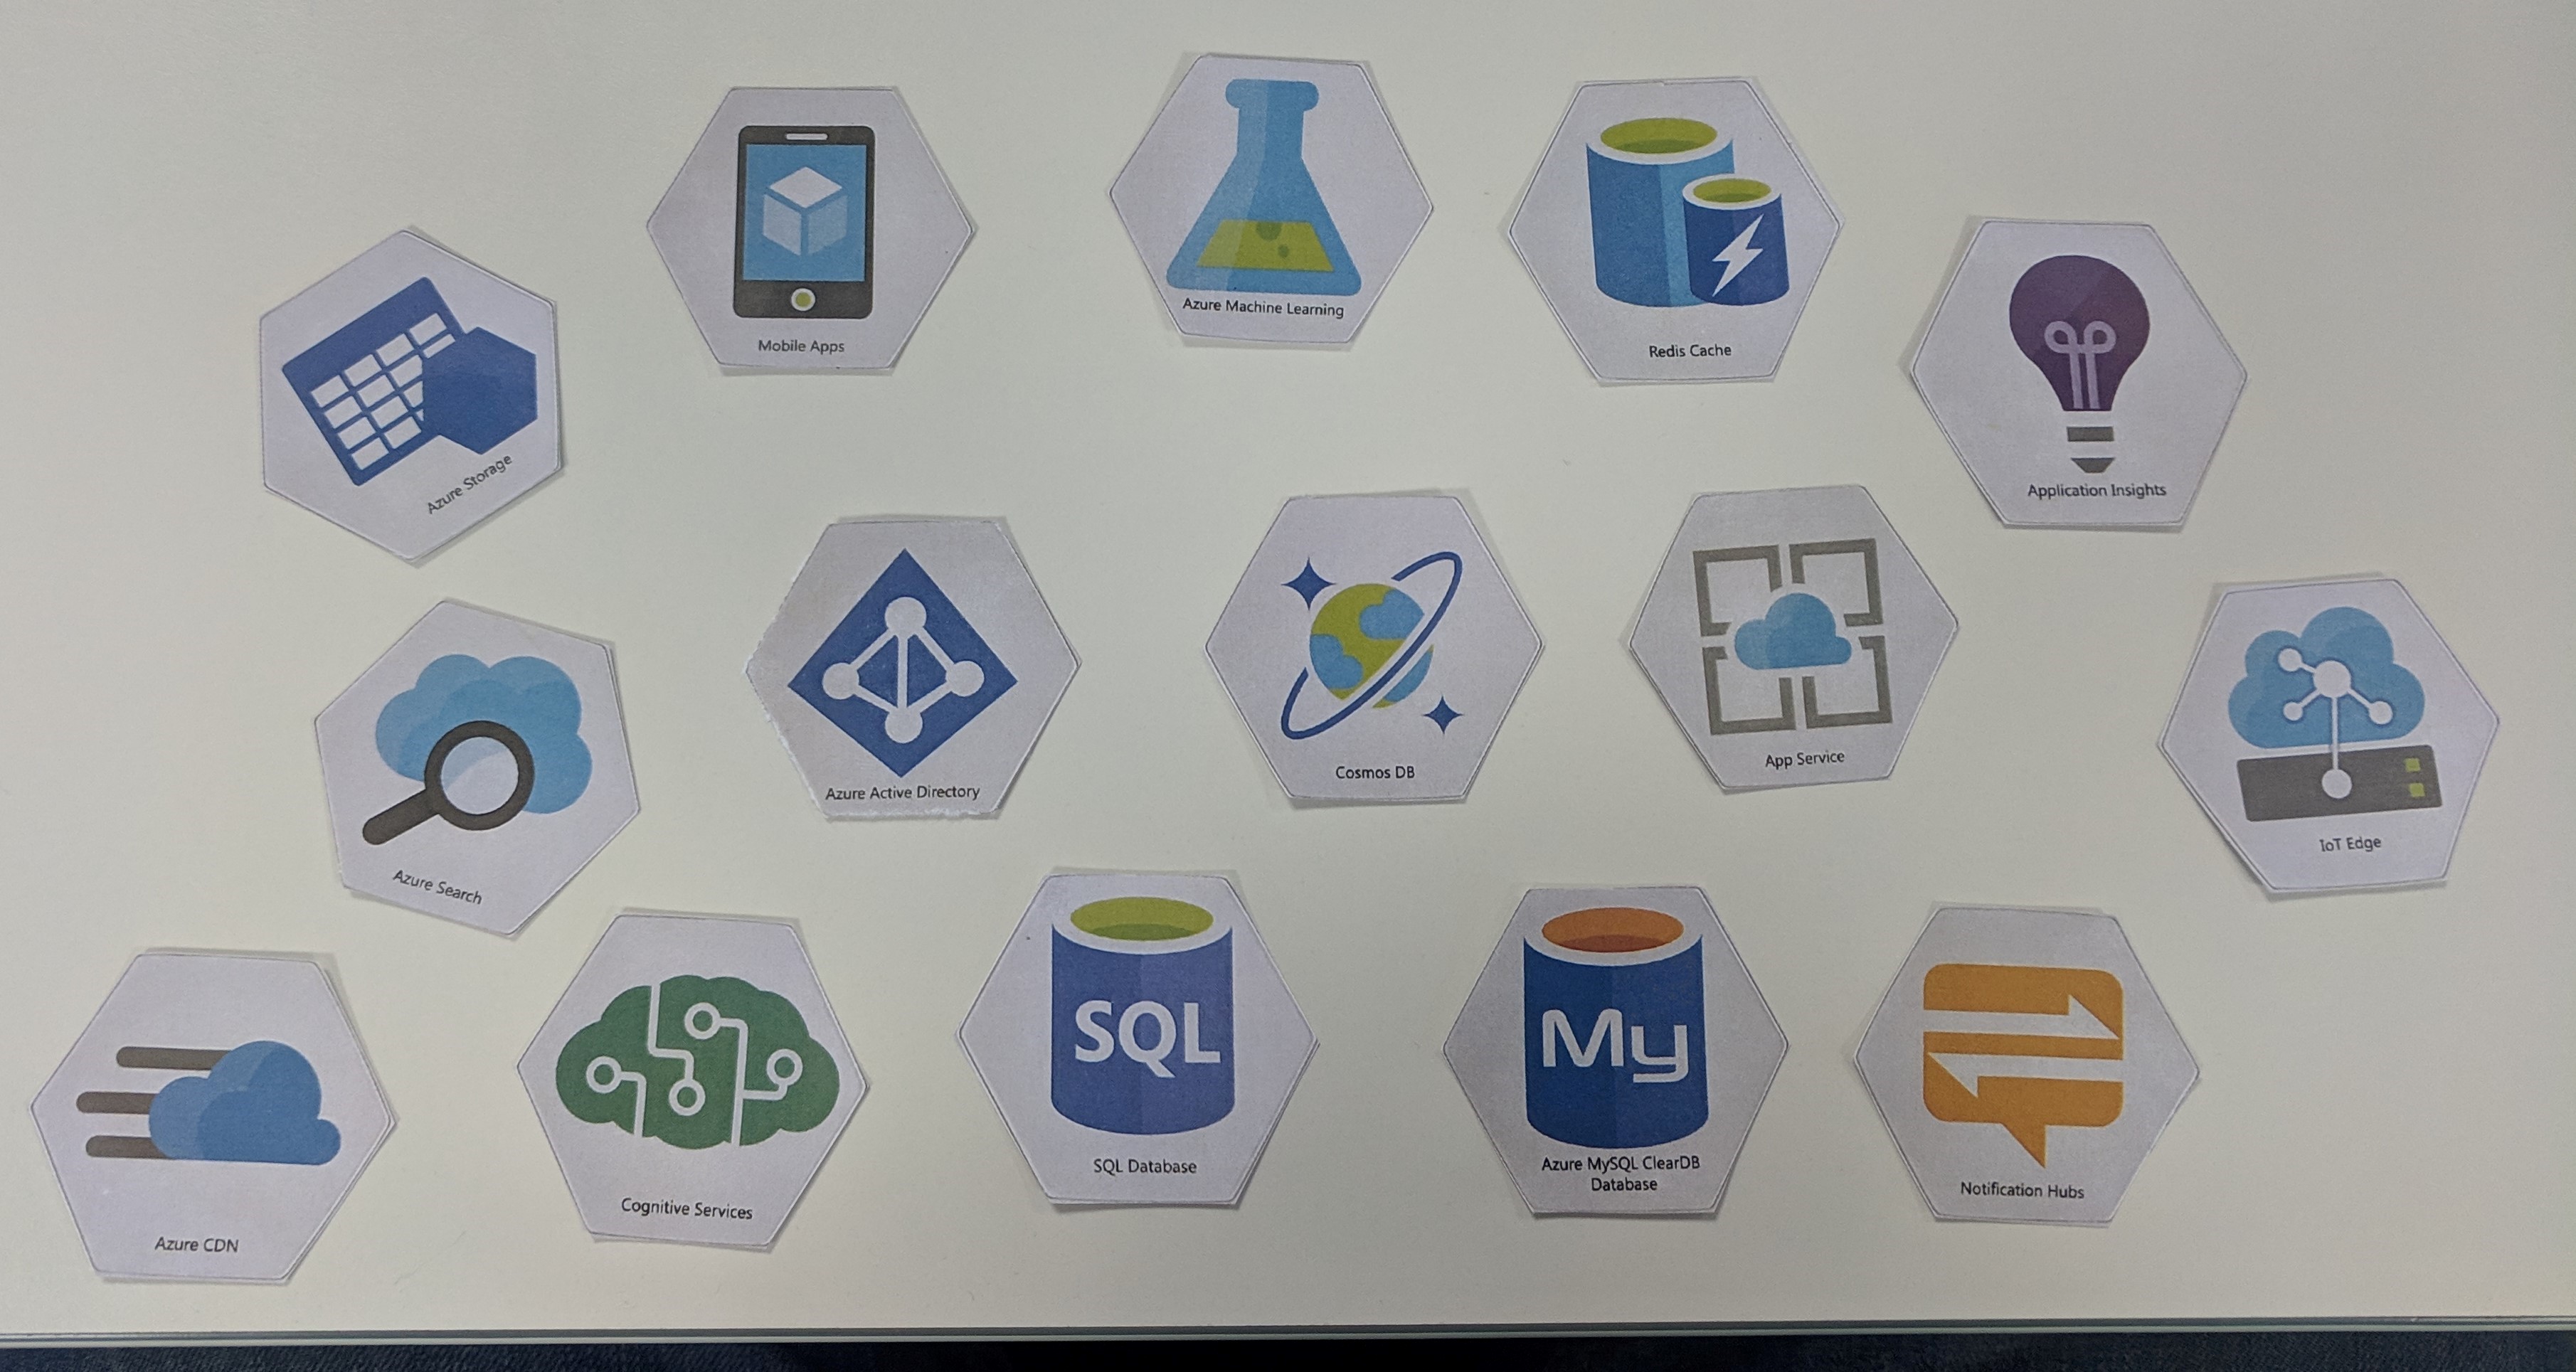 Mobile Apps
Azure Machine Learning
Redis Cache
Azure Storage
Application Insights
Azure Search
Azure Active Directory
Cosmos DB
App Service
IoT Edge
Azure CDN
Cognitive Services
SQL
SQL Database
My
Azure MySQL ClearDB
Database
Notification Hubs